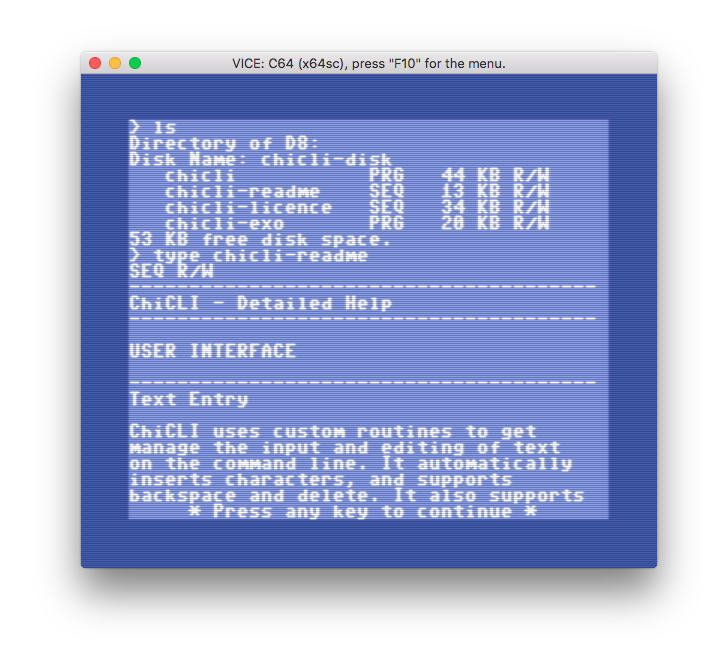 VICE: C64 (x64sc), press "F10" for the menu.
> ls
Directory of D8:
Disk Name: chicli-disk
chicli PRG 44 KB R/W
chicli-readme SEQ 13 KB R/W
chicli-licence SEQ 34 KB R/W
chicli-exo PRG 20 KB R/W
53 KB free disk space.
> type chicli-readme
SEQ R/W
---------------------------------------
ChiCLI - Detailed Help
---------------------------------------
USER INTERFACE
---------------------------------------
Text Entry
ChiCLI uses custom routines to get
manage the input and editing of text
on the command line. It automatically
inserts characters, and supports
backspace and delete. It also supports
* Press any key to continue *